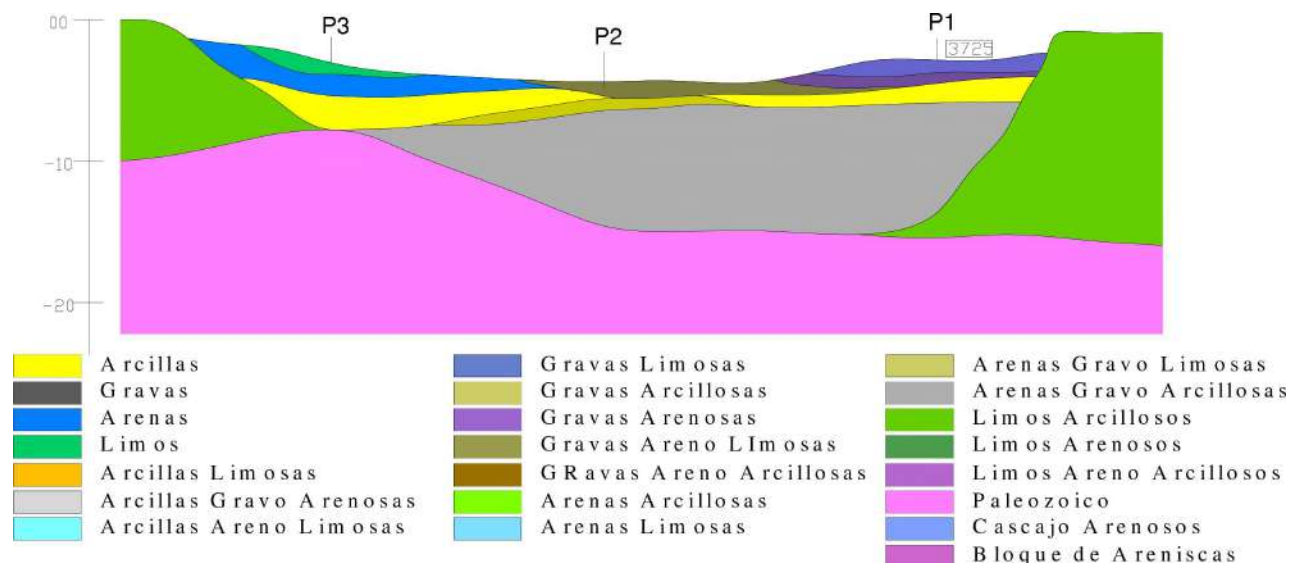 00
P3
P2
P1
3725
-10
-20
Arcillas
Gravas
Arenas
Limos
Arcillas Limosas
Arcillas Gravo Arenosas
Arcillas Areno Limosas
Gravas Limosas
Gravas Arcillosas
Gravas Arenosas
Gravas Areno LImosas
GRavas Areno Arcillosas
Arenas Arcillosas
Arenas Limosas
Arenas Gravo Limosas
Arenas Gravo Arcillosas
Limos Arcillosos
Limos Arenosos
Limos Areno Arcillosos
Paleozoico
Cascajo Arenosos
Bloque de Areniscas